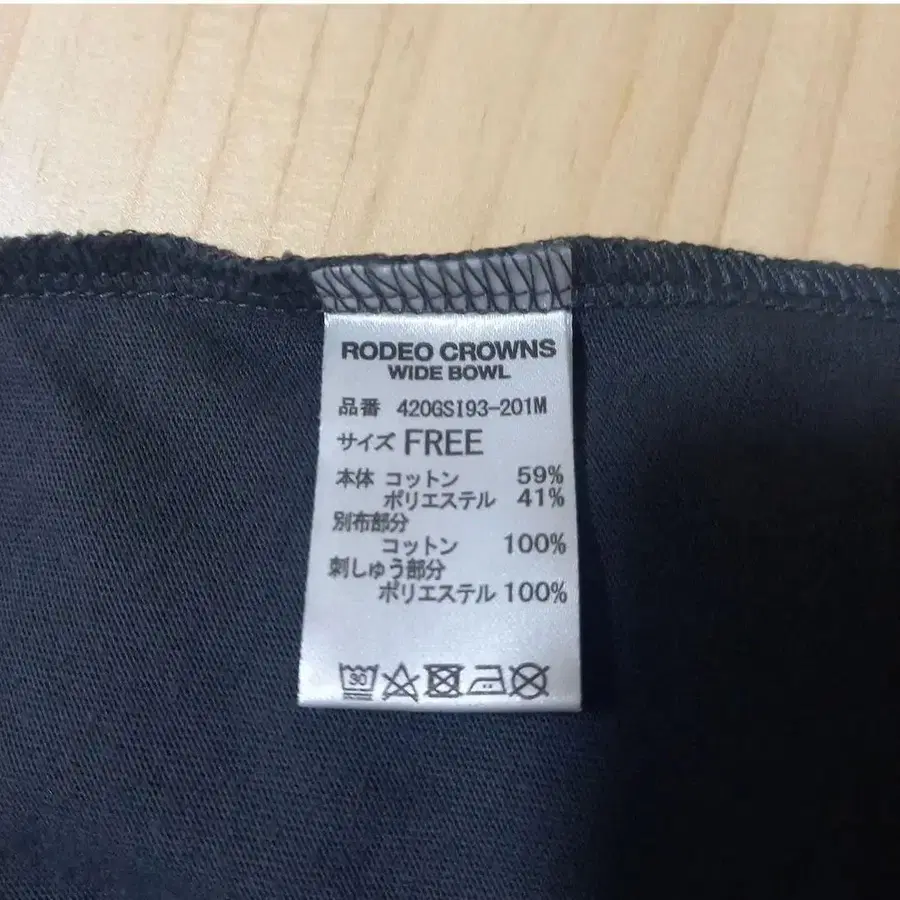 RODEO CROWNS
WIDE BOWL
品番 420GSI93-201M
サイズ FREE
本体 コットン 59%
ポリエステル 41%
別布部分
コットン 100%
刺しゅう部分
ポリエステル 100%
30